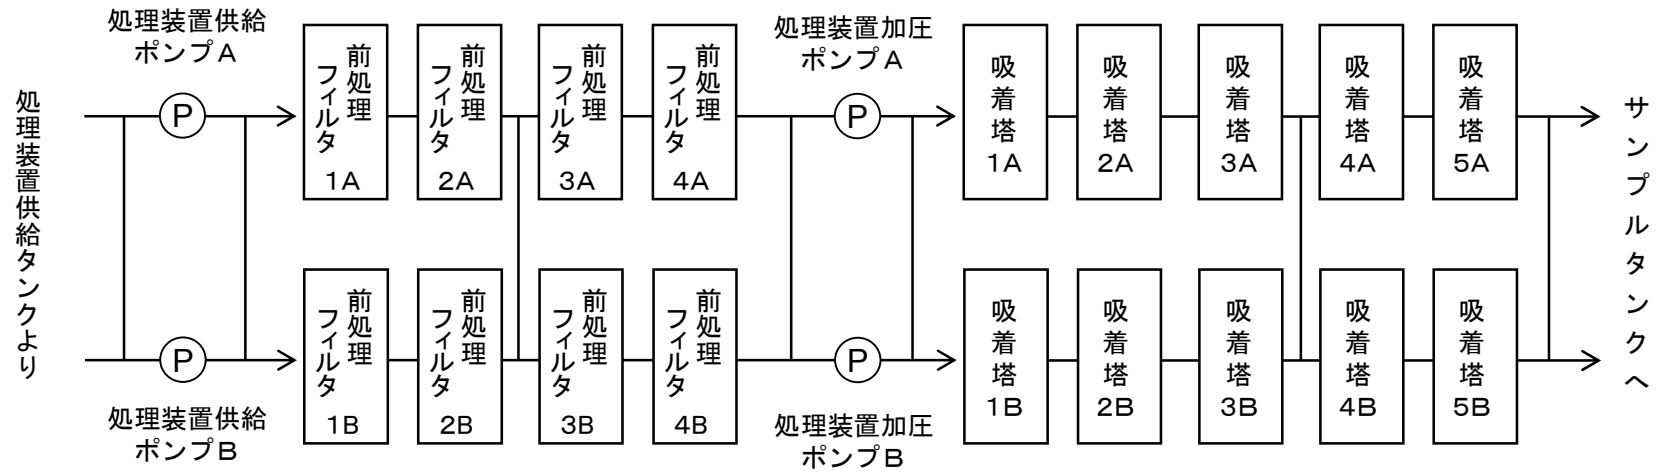 処理装置供給タンクより
処理装置供給
ポンプA
P
前処理
フィルタ
1A
前処理
フィルタ
2A
前処理
フィルタ
3A
前処理
フィルタ
4A
処理装置加圧
ポンプA
P
吸着塔
1A
吸着塔
2A
吸着塔
3A
吸着塔
4A
吸着塔
5A
サンプルタンクへ
P
処理装置供給
ポンプB
前処理
フィルタ
1B
前処理
フィルタ
2B
前処理
フィルタ
3B
前処理
フィルタ
4B
P
処理装置加圧
ポンプB
吸着塔
1B
吸着塔
2B
吸着塔
3B
吸着塔
4B
吸着塔
5B